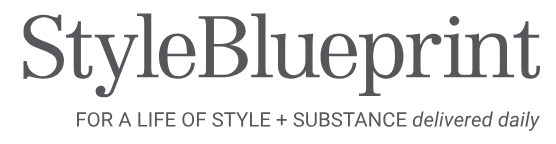 StyleBlueprint
FOR A LIFE OF STYLE + SUBSTANCE delivered daily